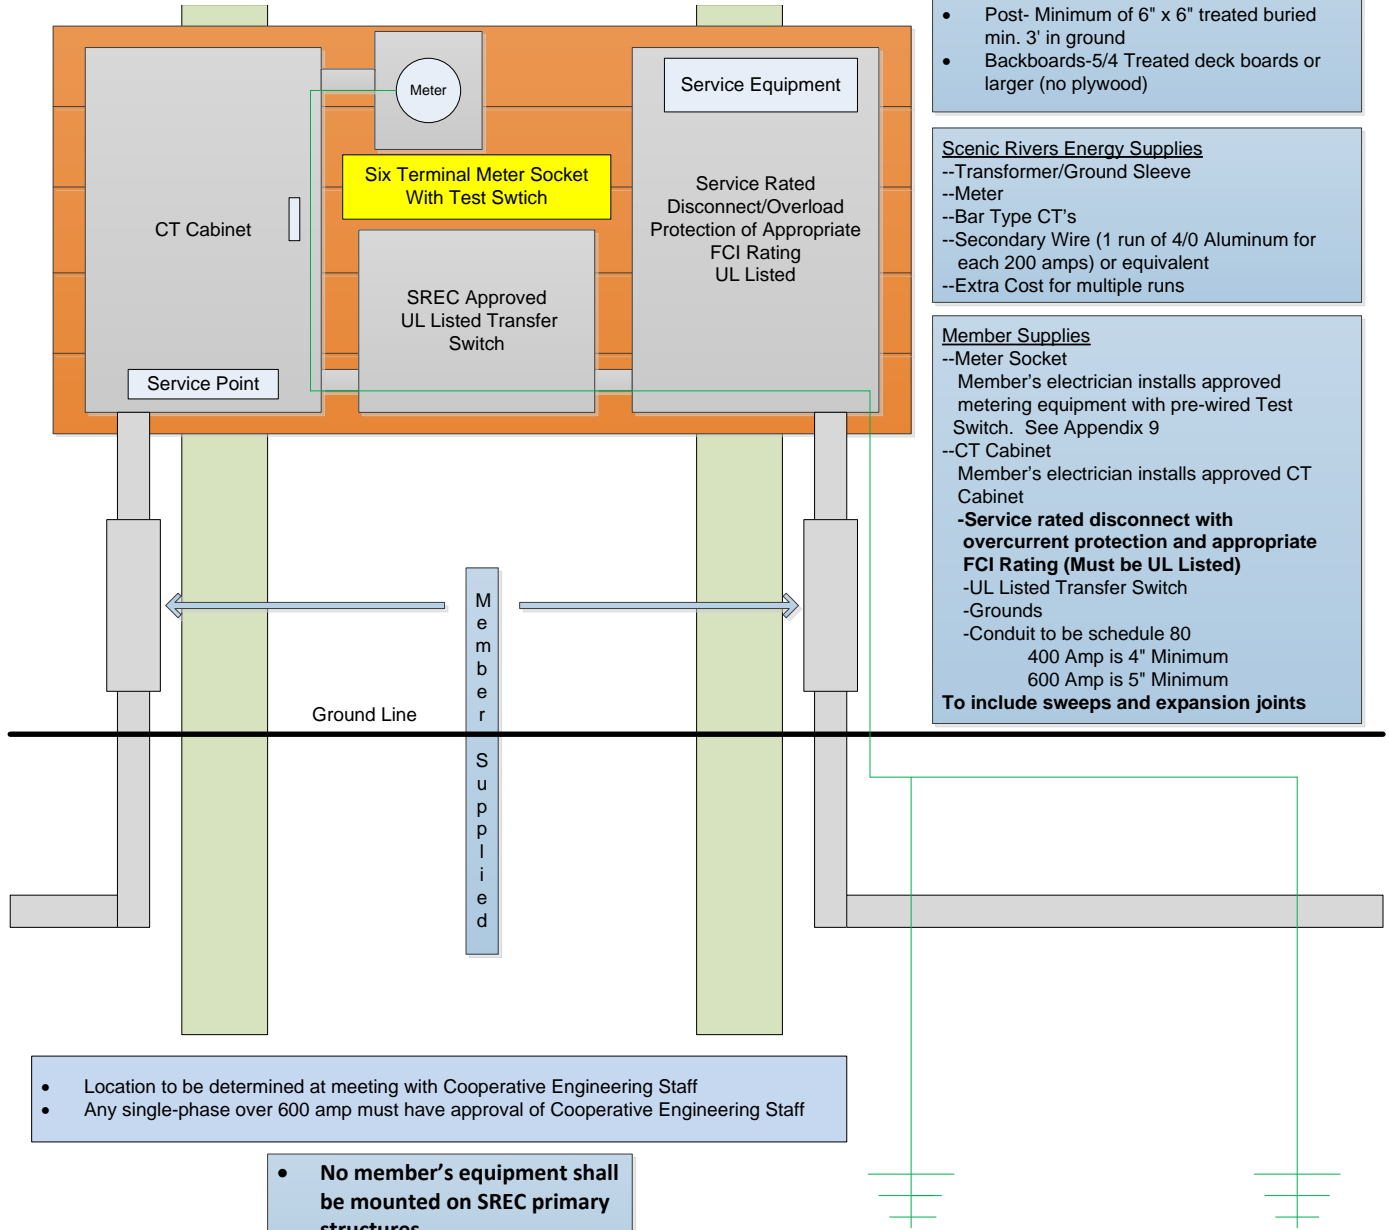 • Post- Minimum of 6" x 6" treated buried
min. 3' in ground
• Backboards-5/4 Treated deck boards or
larger (no plywood)
Meter
Service Equipment
Six Terminal Meter Socket
With Test Swtich
CT Cabinet
Service Rated
Disconnect/Overload
Protection of Appropriate
FCI Rating
UL Listed
SREC Approved
UL Listed Transfer
Switch
Service Point
Scenic Rivers Energy Supplies
--Transformer/Ground Sleeve
--Meter
--Bar Type CT's
--Secondary Wire (1 run of 4/0 Aluminum for
each 200 amps) or equivalent
--Extra Cost for multiple runs
Member Supplies
--Meter Socket
Member's electrician installs approved
metering equipment with pre-wired Test
Switch. See Appendix 9
--CT Cabinet
Member's electrician installs approved CT
Cabinet
-Service rated disconnect with
overcurrent protection and appropriate
FCI Rating (Must be UL Listed)
-UL Listed Transfer Switch
-Grounds
-Conduit to be schedule 80
400 Amp is 4" Minimum
600 Amp is 5" Minimum
To include sweeps and expansion joints
Member Supplied
Ground Line
• Location to be determined at meeting with Cooperative Engineering Staff
• Any single-phase over 600 amp must have approval of Cooperative Engineering Staff
• No member's equipment shall
be mounted on SREC primary
structures